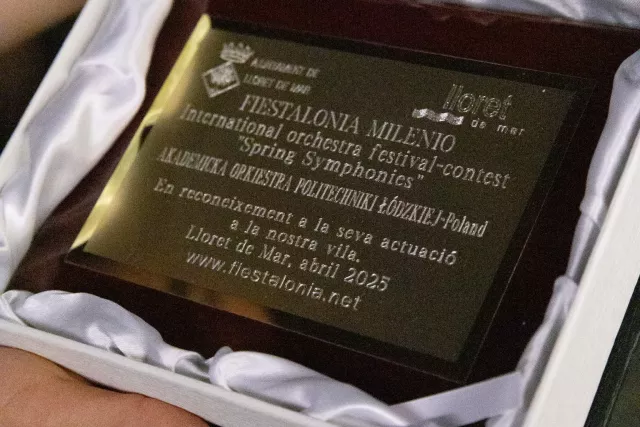 AJUNTAMENT DE
LLORET DE MAR
lloret
de mar
FIESTALONIA MILENIO
International orchestra festival-contest
"Spring Symphonies"
AKADEMICKA ORKIESTRA POLITECHNIKI ŁÓDZKIEJ-Poland
En reconeixement a la seva actuació
a la nostra vila.
Lloret de Mar, abril 2025
www.fiestalonia.net